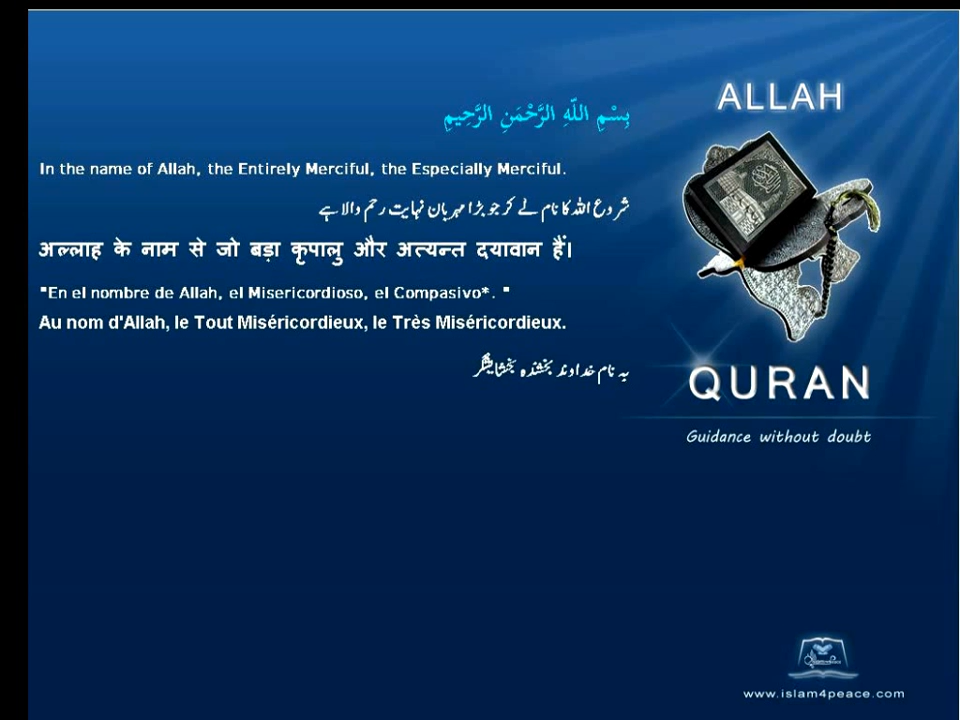 بِسْمِ اللّهِ الرَّحْمَنِ الرَّحِيمِ
In the name of Allah, the Entirely Merciful, the Especially Merciful.
شروع الله کا نام لے کر جو بڑا مہربان نہایت رحم والا ہے
अल्लाह के नाम से जो बड़ा कृपालु और अत्यन्त दयावान हैं।
"En el nombre de Allah, el Misericordioso, el Compasivo*. "
Au nom d'Allah, le Tout Miséricordieux, le Très Miséricordieux.
به نام خداوند بخشنده بخشایشگر
ALLAH
QURAN
Guidance without doubt
www.islam4peace.com